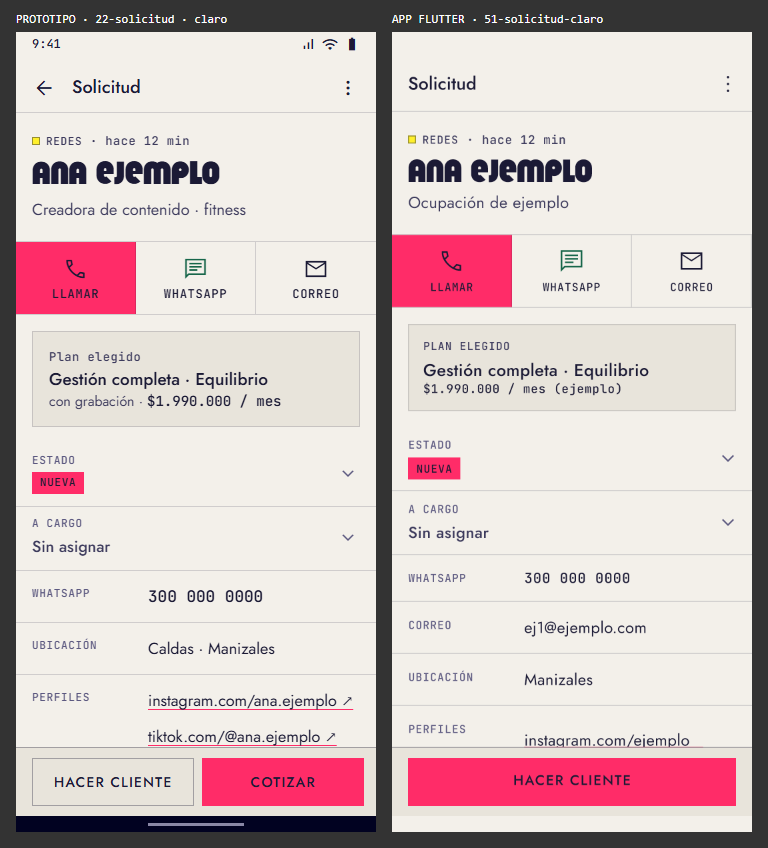 PROTOTIPO · 22-solicitud · claro
9:41
Solicitud
REDES · hace 12 min
ANA EJEMPLO
Creadora de contenido · fitness
LLAMAR
WHATSAPP
CORREO
Plan elegido
Gestión completa · Equilibrio
con grabación · $1.990.000 / mes
ESTADO
NUEVA
A CARGO
Sin asignar
WHATSAPP
300 000 0000
UBICACIÓN
Caldas · Manizales
PERFILES
instagram.com/ana.ejemplo ↗
tiktok.com/@ana.ejemplo ↗
HACER CLIENTE
COTIZAR
APP FLUTTER · 51-solicitud-claro
Solicitud
REDES · hace 12 min
ANA EJEMPLO
Ocupación de ejemplo
LLAMAR
WHATSAPP
CORREO
PLAN ELEGIDO
Gestión completa · Equilibrio
$1.990.000 / mes (ejemplo)
ESTADO
NUEVA
A CARGO
Sin asignar
WHATSAPP
300 000 0000
CORREO
ej1@ejemplo.com
UBICACIÓN
Manizales
PERFILES
instagram.com/ejemplo
HACER CLIENTE